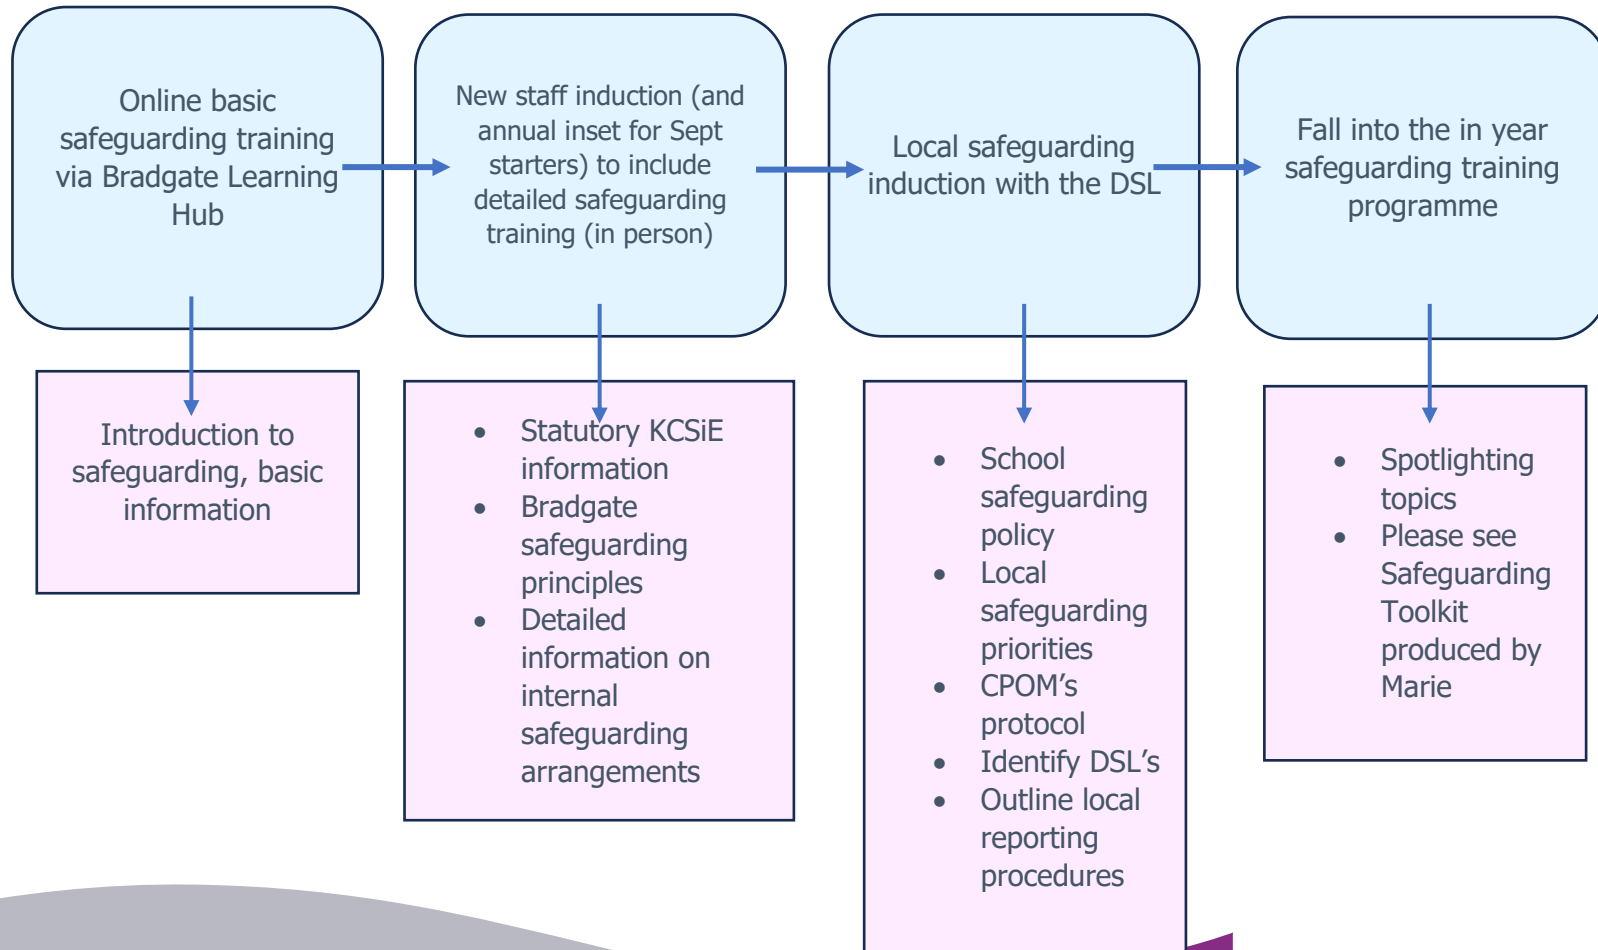 Online basic
safeguarding training
via Bradgate Learning
Hub
New staff induction (and
annual inset for Sept
starters) to include
detailed safeguarding
training (in person)
Local safeguarding
induction with the DSL
Fall into the in year
safeguarding training
programme
Introduction to
safeguarding, basic
information
• Statutory KCSiE
information
• Bradgate
safeguarding
principles
• Detailed
information on
internal
safeguarding
arrangements
• School
safeguarding
policy
• Local
safeguarding
priorities
• CPOM’s
protocol
• Identify DSL’s
• Outline local
reporting
procedures
• Spotlighting
topics
• Please see
Safeguarding
Toolkit
produced by
Marie